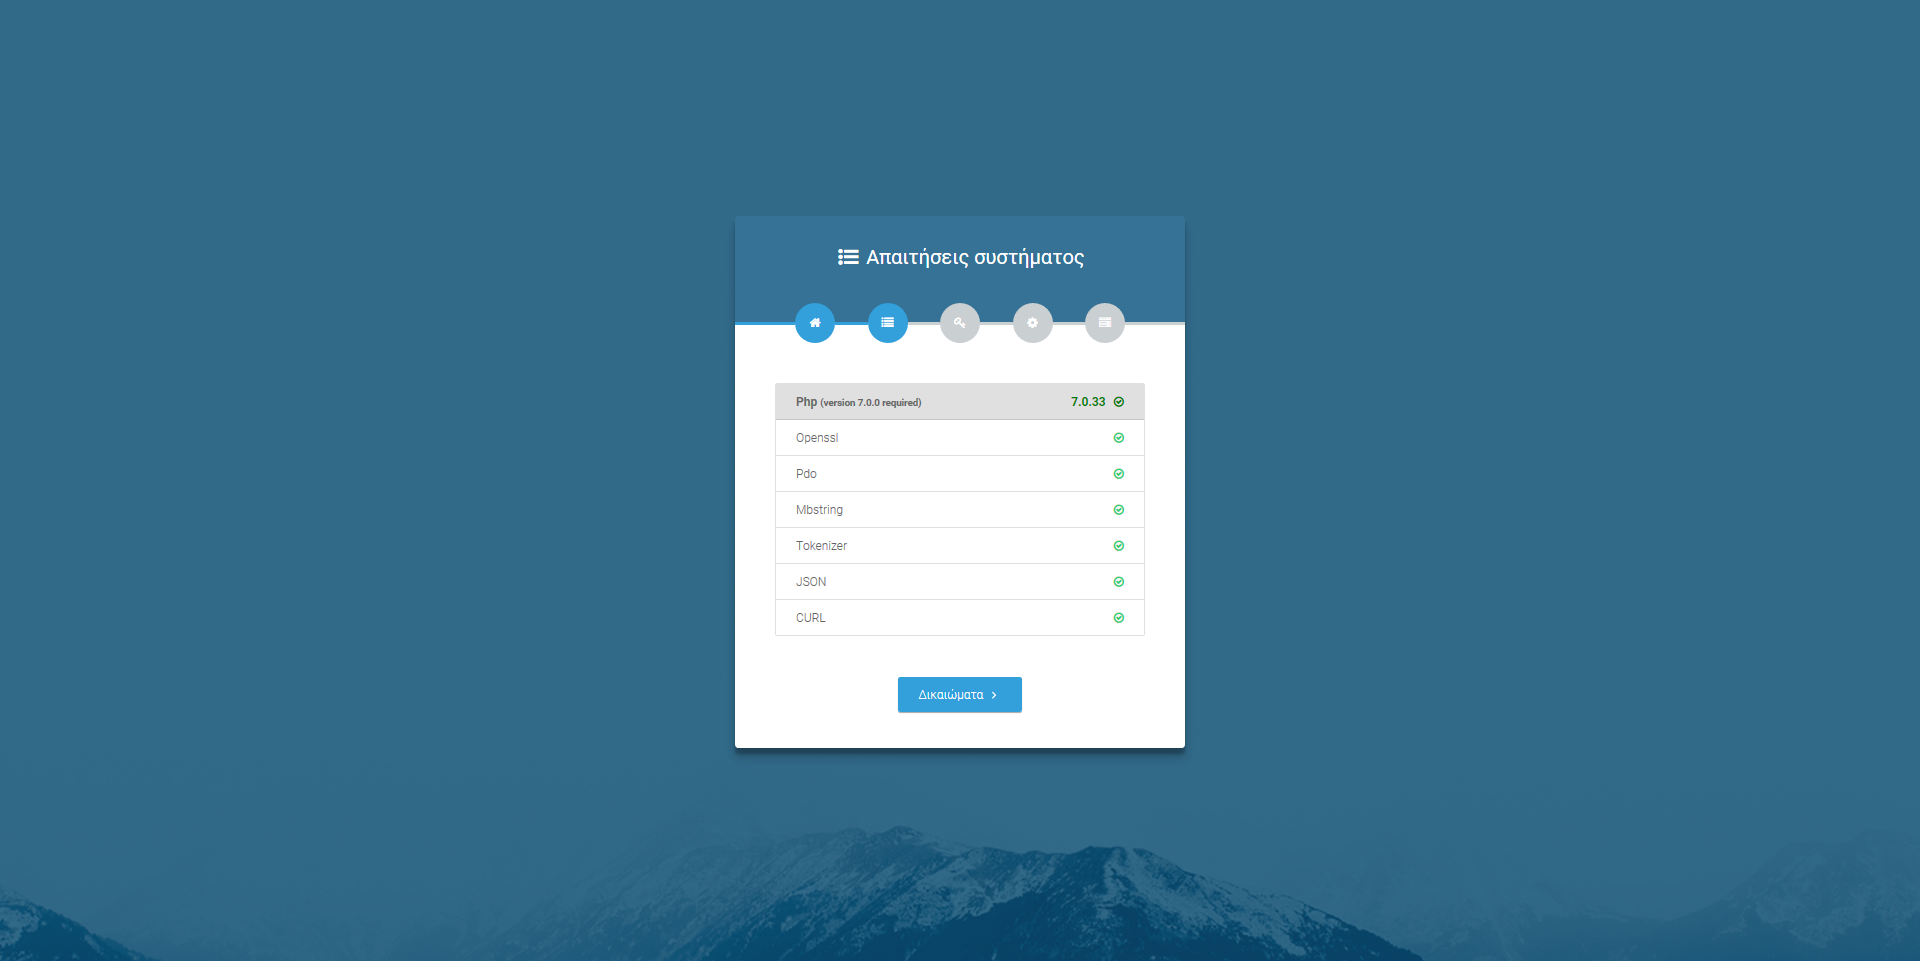 Απαιτήσεις συστήματος
Php (version 7.0.0 required) 7.0.33
Openssl
Pdo
Mbstring
Tokenizer
JSON
CURL
Δικαιώματα